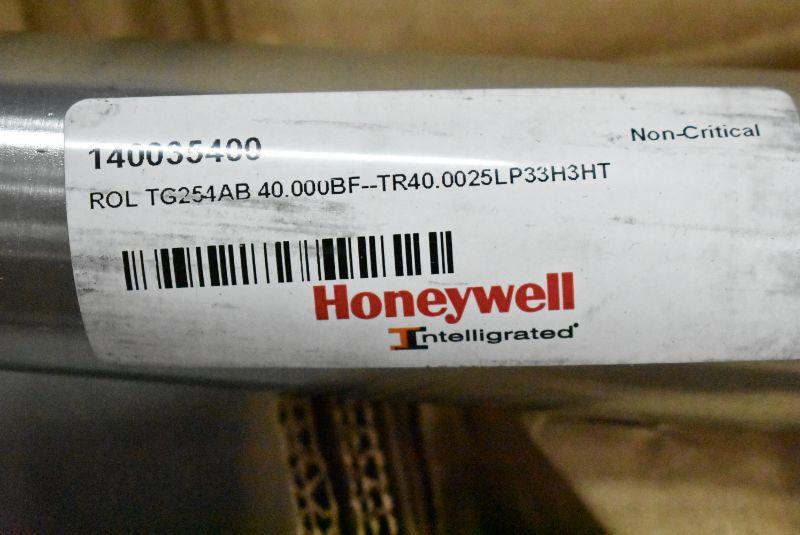 Non-Critical
140035400
ROL TG254AB 40.000BF--TR40.0025LP33H3HT
Honeywell
Intelligrated